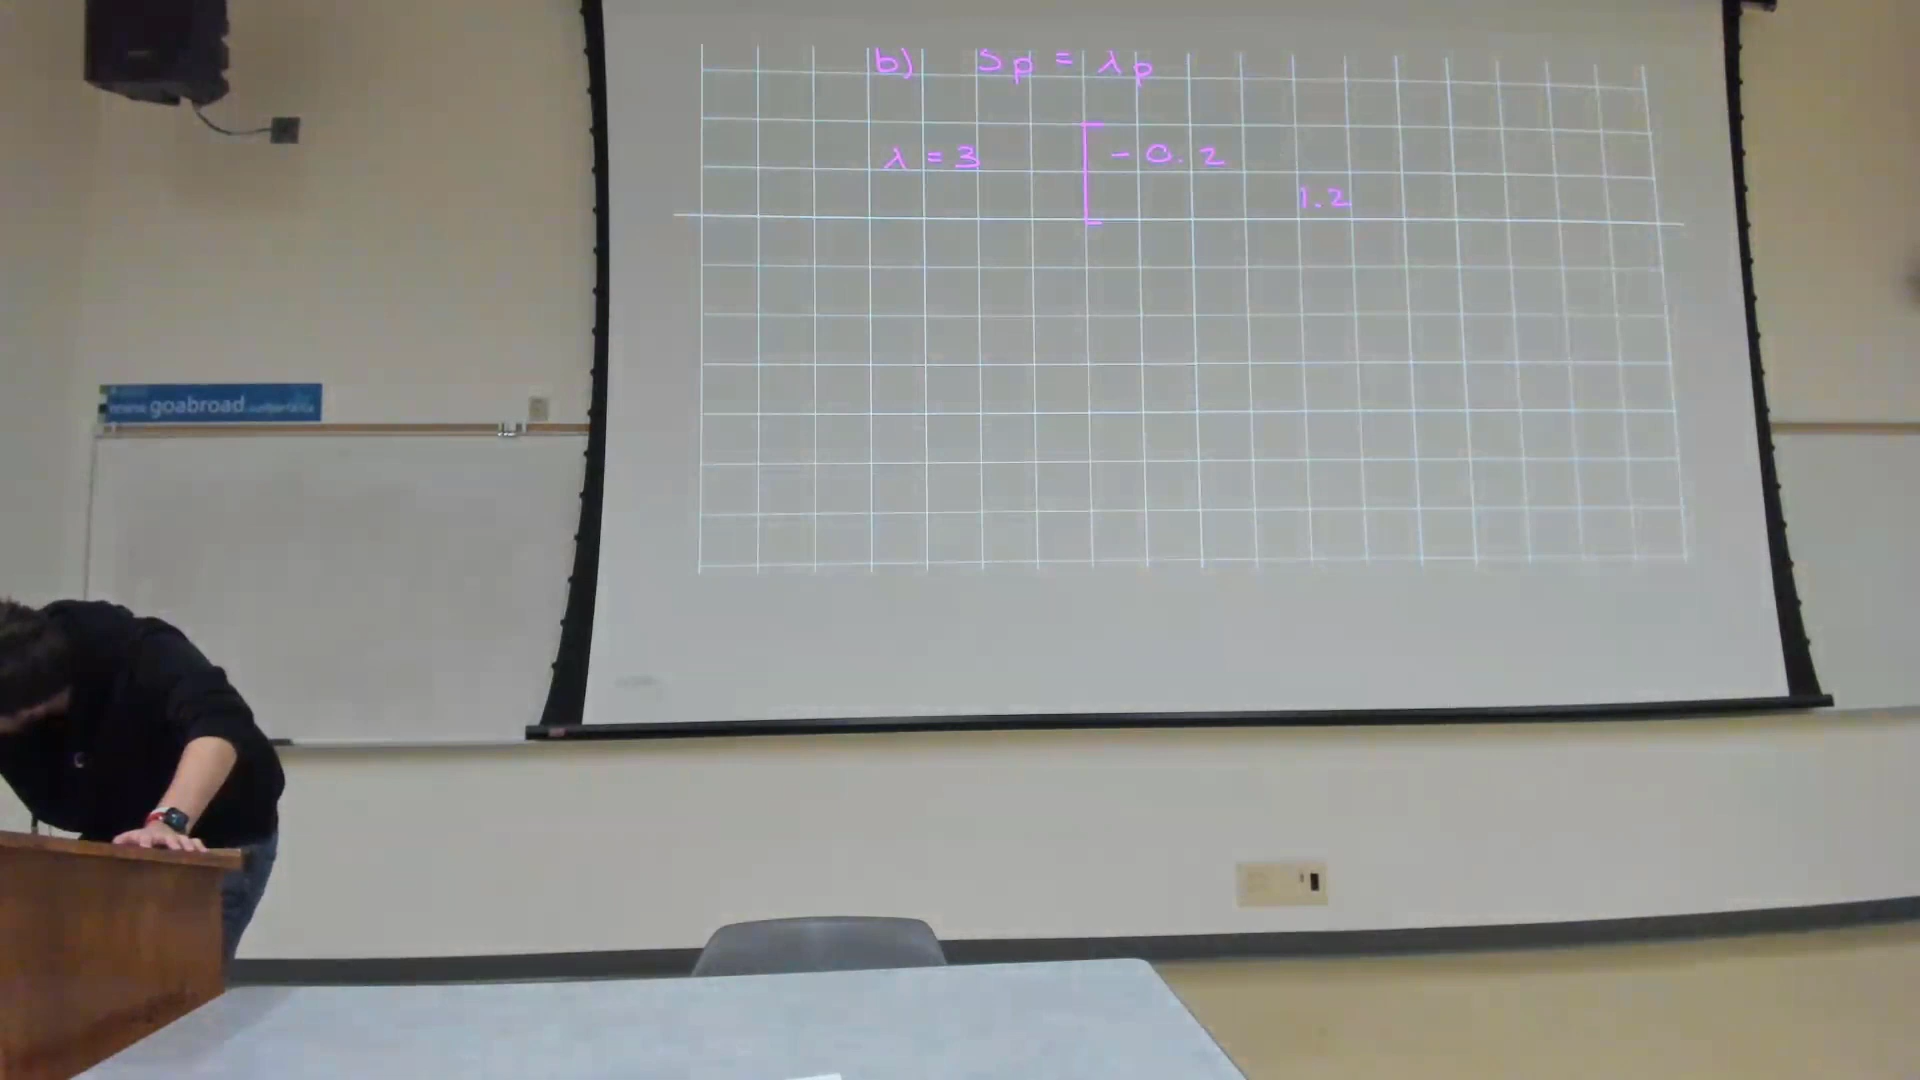 b) Sp = λp
λ = 3 [ -0.2
1.2
www.goabroad